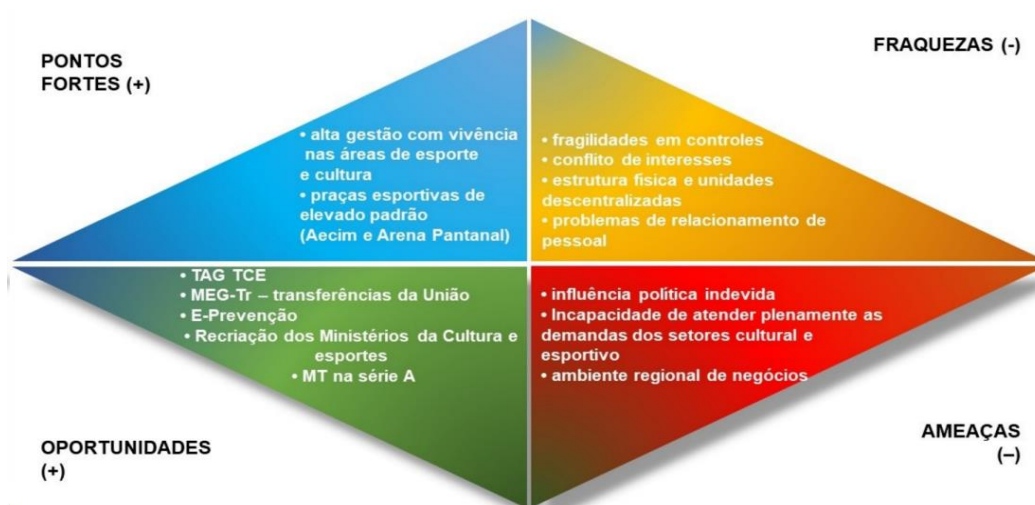 PONTOS
FORTES (+)
• alta gestão com vivência
nas áreas de esporte
e cultura
• praças esportivas de
elevado padrão
(Aecim e Arena Pantanal)
FRAQUEZAS (-)
• fragilidades em controles
• conflito de interesses
• estrutura física e unidades
descentralizadas
• problemas de relacionamento de
pessoal
• TAG TCE
• MEG-Tr – transferências da União
• E-Prevenção
• Recriação dos Ministérios da Cultura e
esportes
• MT na série A
OPORTUNIDADES
(+)
• influência política indevida
• Incapacidade de atender plenamente as
demandas dos setores cultural e
esportivo
• ambiente regional de negócios
AMEAÇAS
(–)